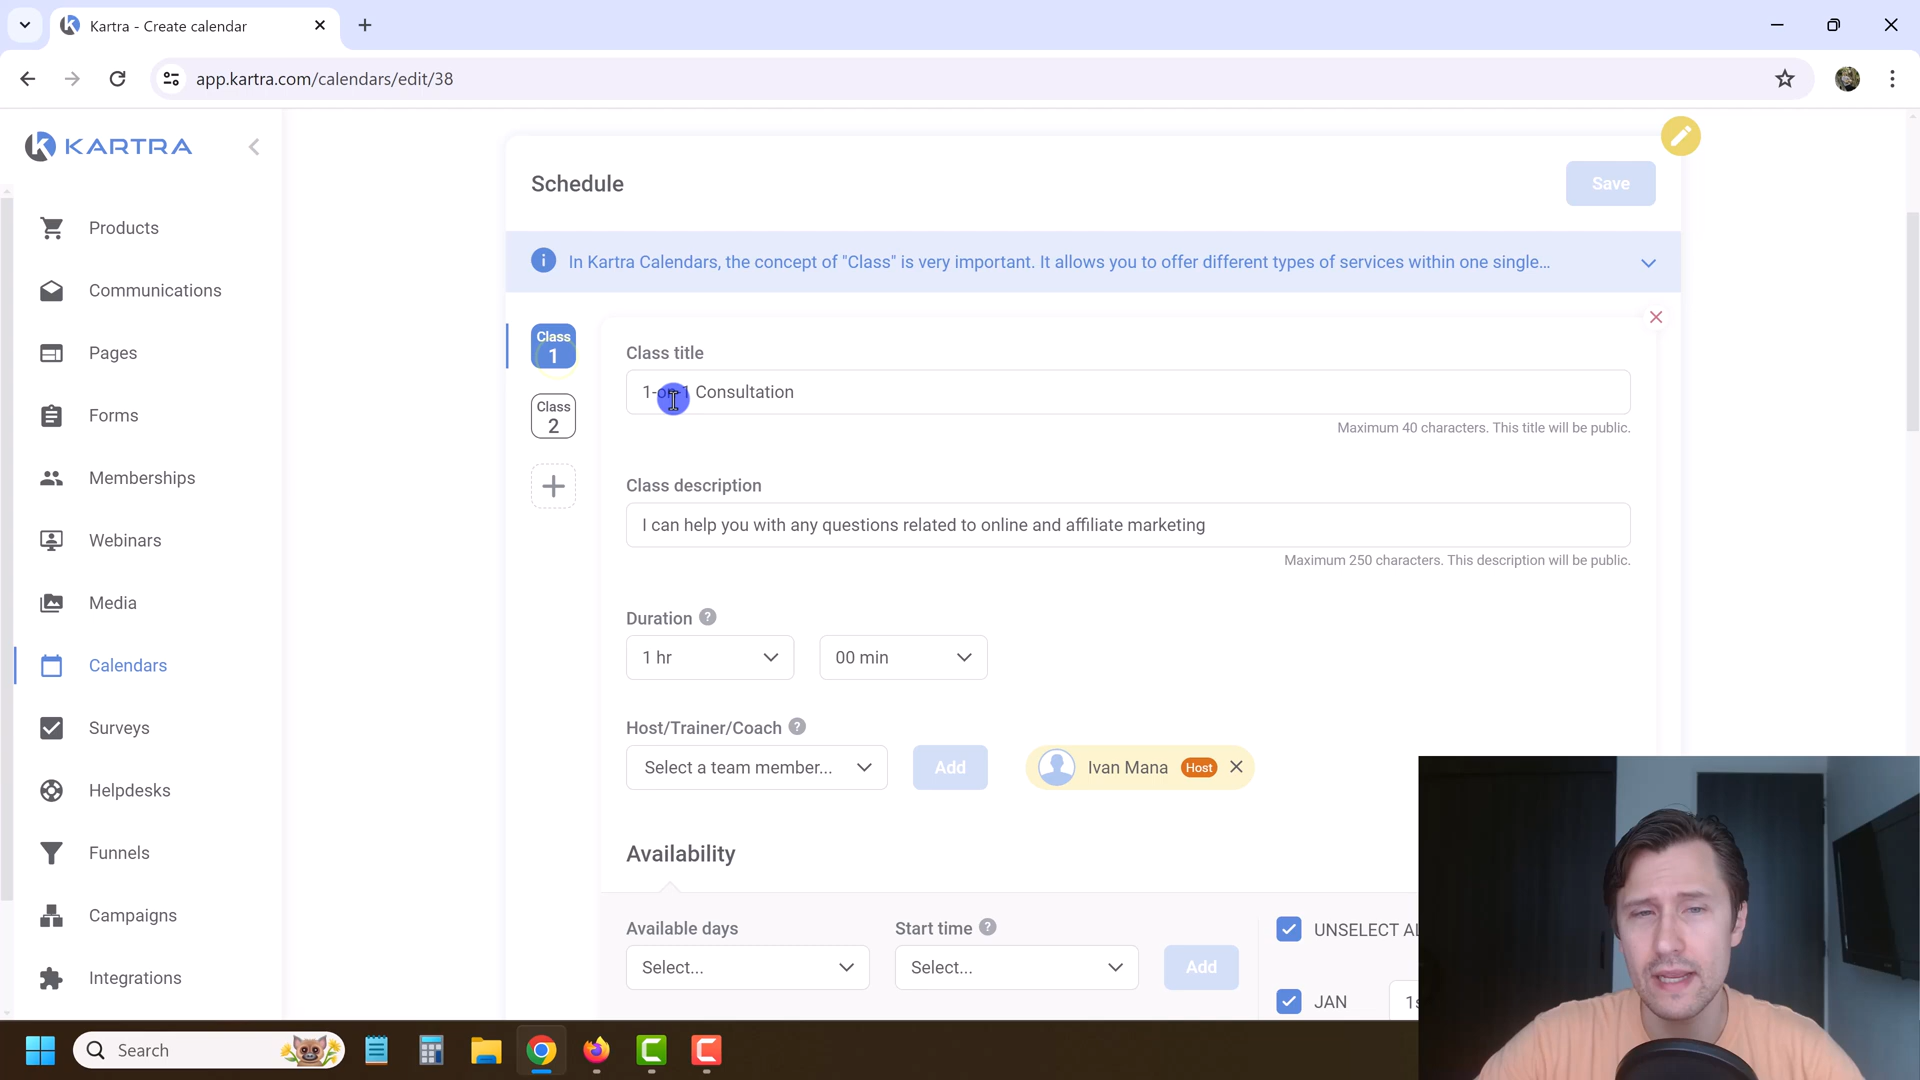 Kartra - Create calendar
app.kartra.com/calendars/edit/38
KARTRA
Products
Communications
Pages
Forms
Memberships
Webinars
Media
Calendars
Surveys
Helpdesks
Funnels
Campaigns
Integrations
Schedule
Save
In Kartra Calendars, the concept of "Class" is very important. It allows you to offer different types of services within one single...
Class
1
Class
2
Class title
1-on-1 Consultation
Maximum 40 characters. This title will be public.
Class description
I can help you with any questions related to online and affiliate marketing
Maximum 250 characters. This description will be public.
Duration
1 hr
00 min
Host/Trainer/Coach
Select a team member...
Add
Ivan Mana
Host
Availability
Available days
Start time
Select...
Select...
Add
UNSELECT AL
JAN
1s
Search